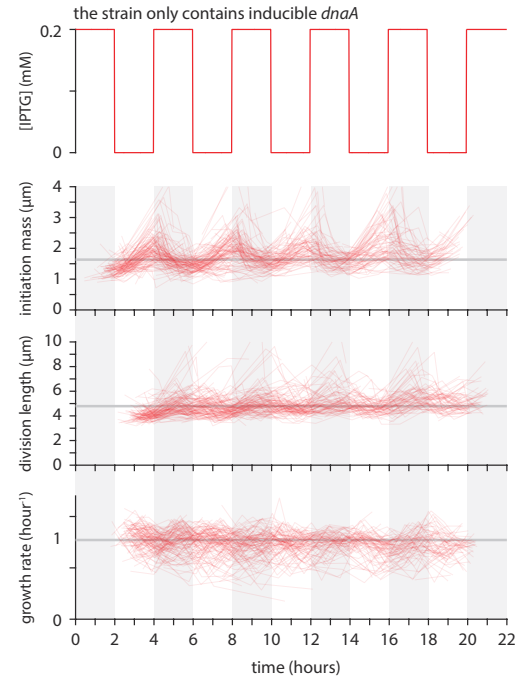 the strain only contains inducible dnaA
[IPTG] (mM)
0.2
0
initiation mass (μm)
4
3
2
1
0
division length (μm)
10
8
6
4
2
0
growth rate (hour⁻¹)
1
0
0 2 4 6 8 10 12 14 16 18 20 22
time (hours)